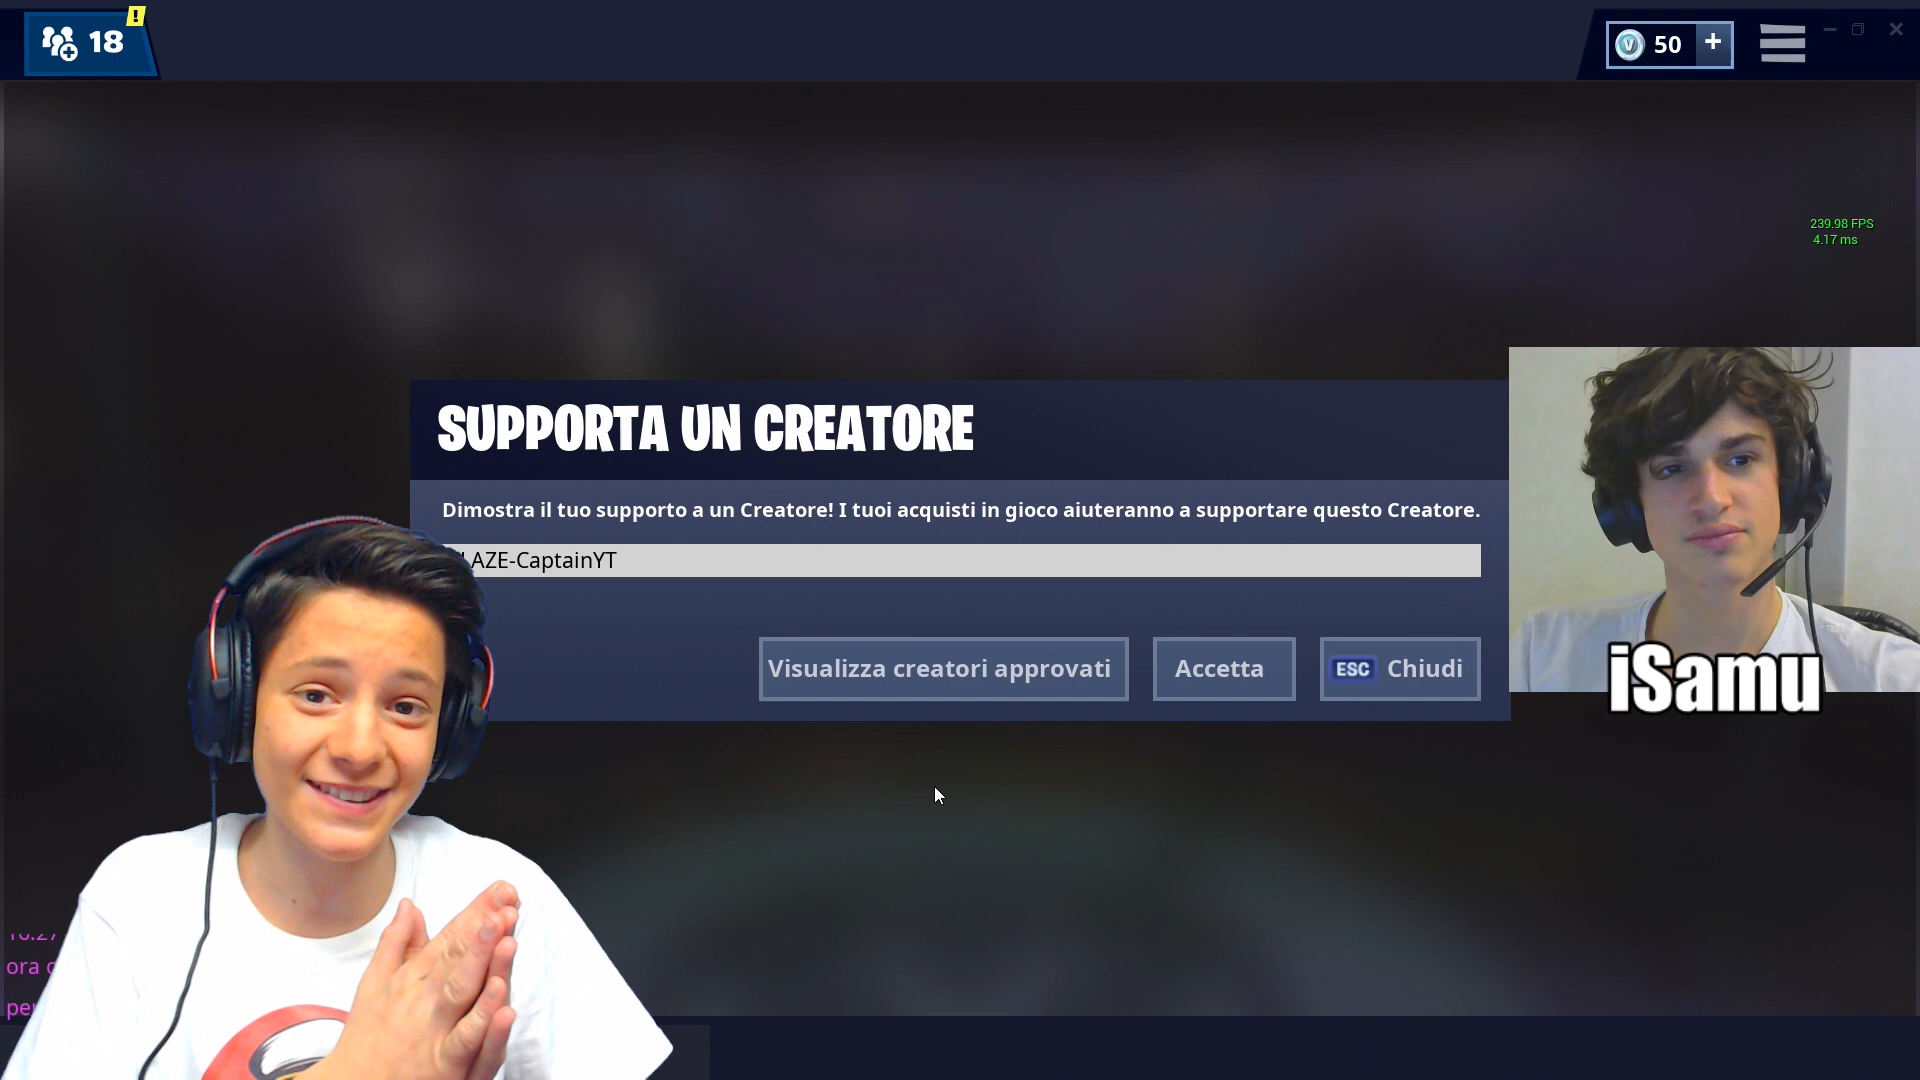 !
18
50 +
239.98 FPS
4.17 ms
SUPPORTA UN CREATORE
Dimostra il tuo supporto a un Creatore! I tuoi acquisti in gioco aiuteranno a supportare questo Creatore.
LAZE-CaptainYT
Visualizza creatori approvati
Accetta
ESC Chiudi
iSamu
ora